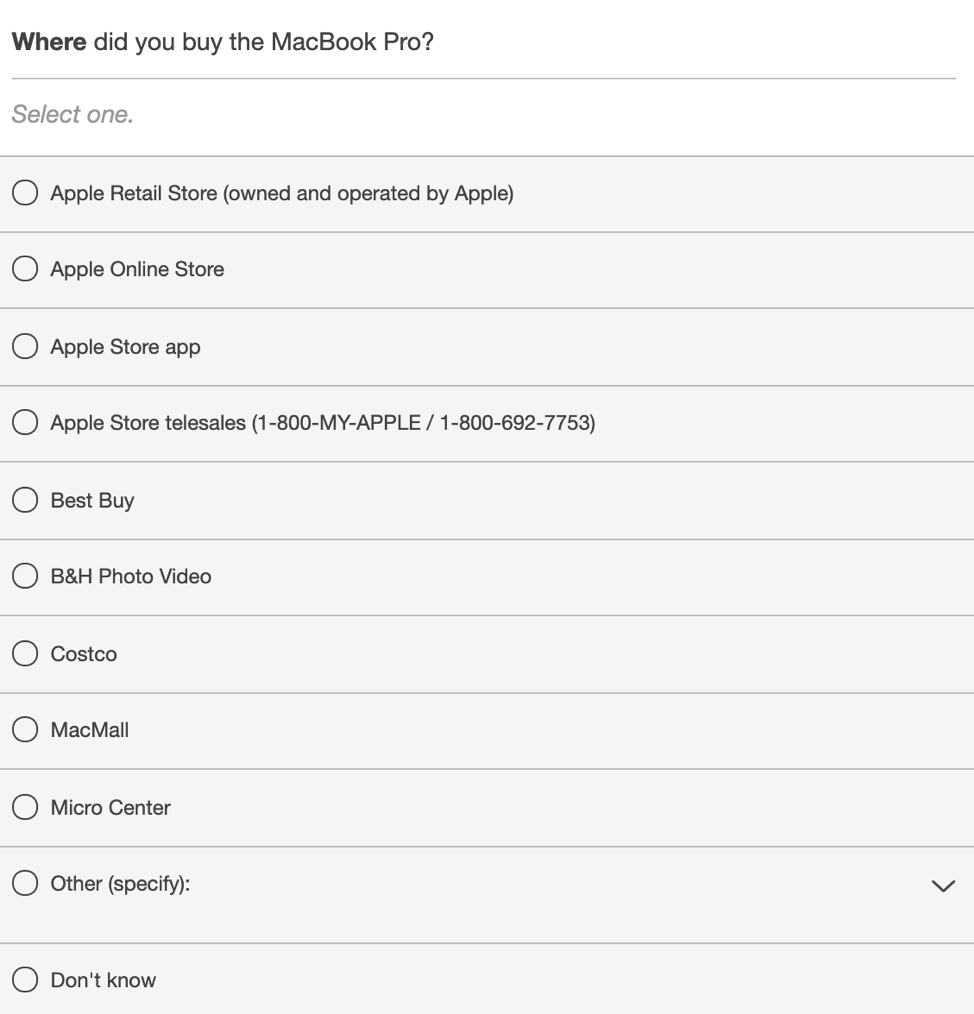 Where did you buy the MacBook Pro?
Select one.
Apple Retail Store (owned and operated by Apple)
Apple Online Store
Apple Store app
Apple Store telesales (1-800-MY-APPLE / 1-800-692-7753)
Best Buy
B&H Photo Video
Costco
MacMall
Micro Center
Other (specify):
Don't know